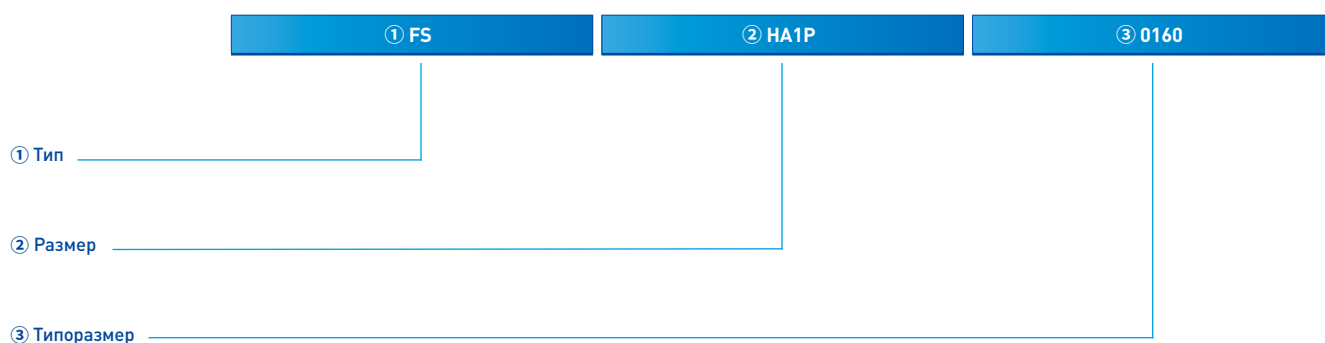 ① FS
② HA1P
③ 0160
① Тип
② Размер
③ Типоразмер